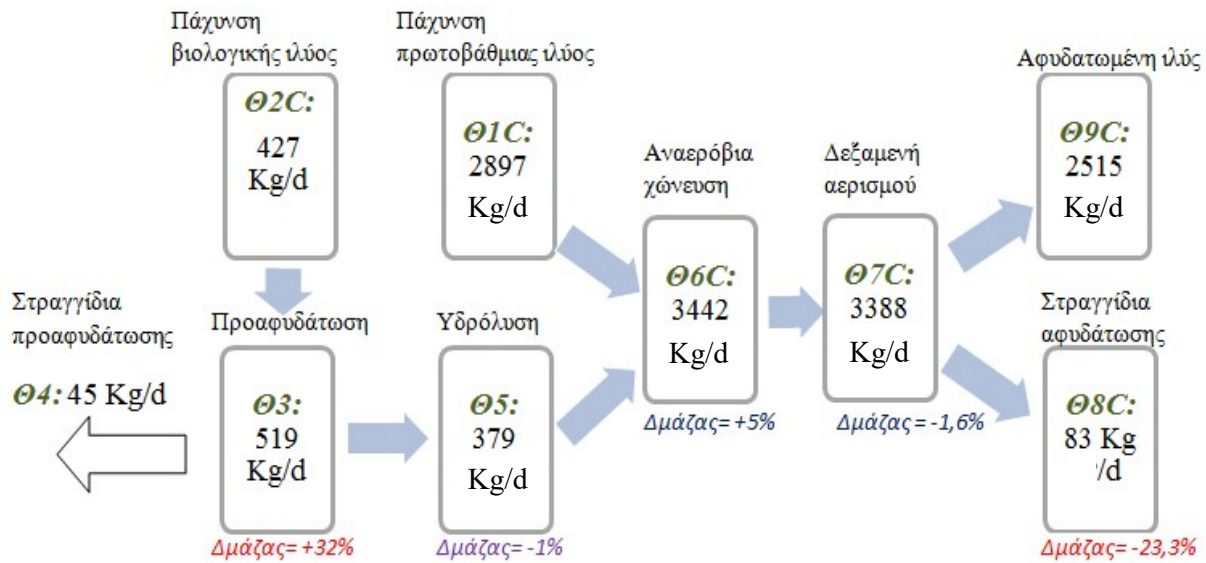 Πάχυνση
βιολογικής ιλύος
Θ2C:
427
Kg/d
Πάχυνση
πρωτοβάθμιας ιλύος
Θ1C:
2897
Kg/d
Αφυδατωμένη ιλύς
Θ9C:
2515
Kg/d
Αναερόβια
χώνευση
Θ6C:
3442
Kg/d
Δμάζας= +5%
Δεξαμενή
αερισμού
Θ7C:
3388
Kg/d
Δμάζας = -1,6%
Στραγγίδια
προαφυδάτωσης
Θ4: 45 Kg/d
Προαφυδάτωση
Θ3:
519
Kg/d
Δμάζας= +32%
Υδρόλυση
Θ5:
379
Kg/d
Δμάζας= -1%
Στραγγίδια
αφυδάτωσης
Θ8C:
83 Kg
/d
Δμάζας= -23,3%